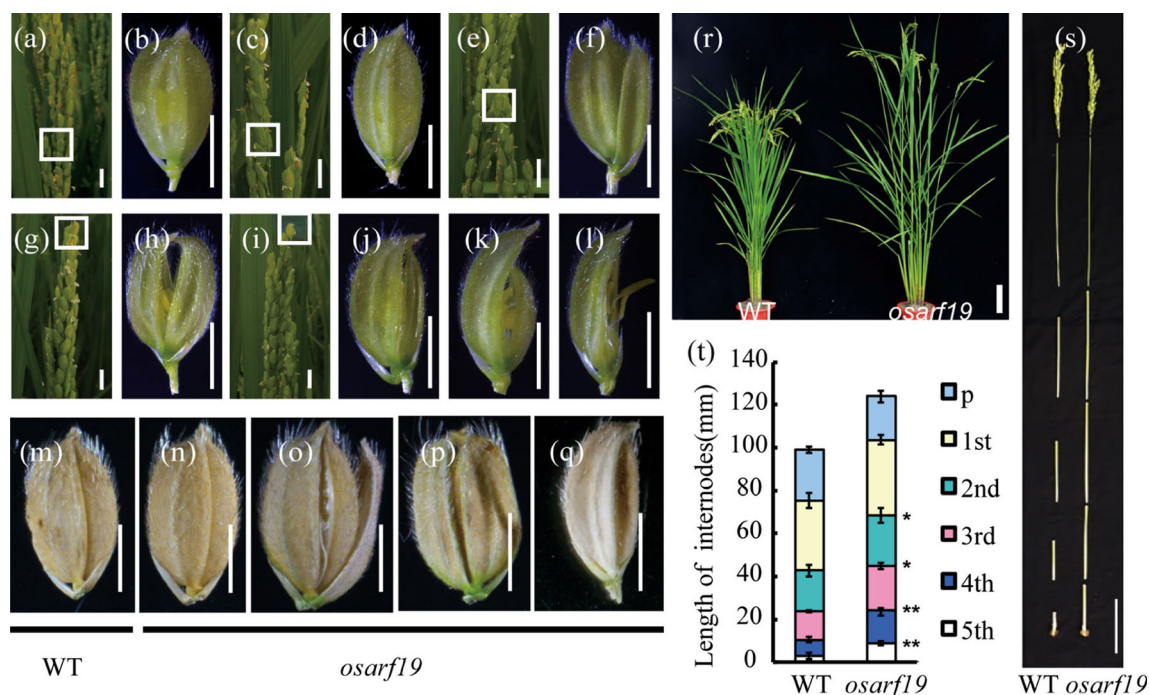 (a) (b) (c) (d) (e) (f) (r) (s)
(g) (h) (i) (j) (k) (l)
WT osarf19
(m) (n) (o) (p) (q)
WT osarf19
(t)
Length of internodes(mm)
140
120
100
80
60
40
20
0
*
*
**
**
p
1st
2nd
3rd
4th
5th
WT osarf19
WT osarf19